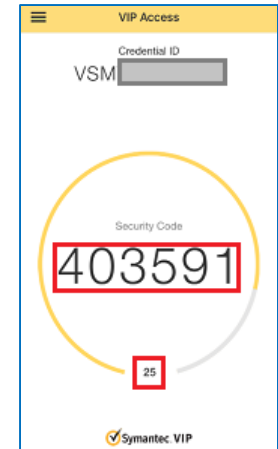 VIP Access
Credential ID
VSM
Security Code
403591
25
Symantec. VIP